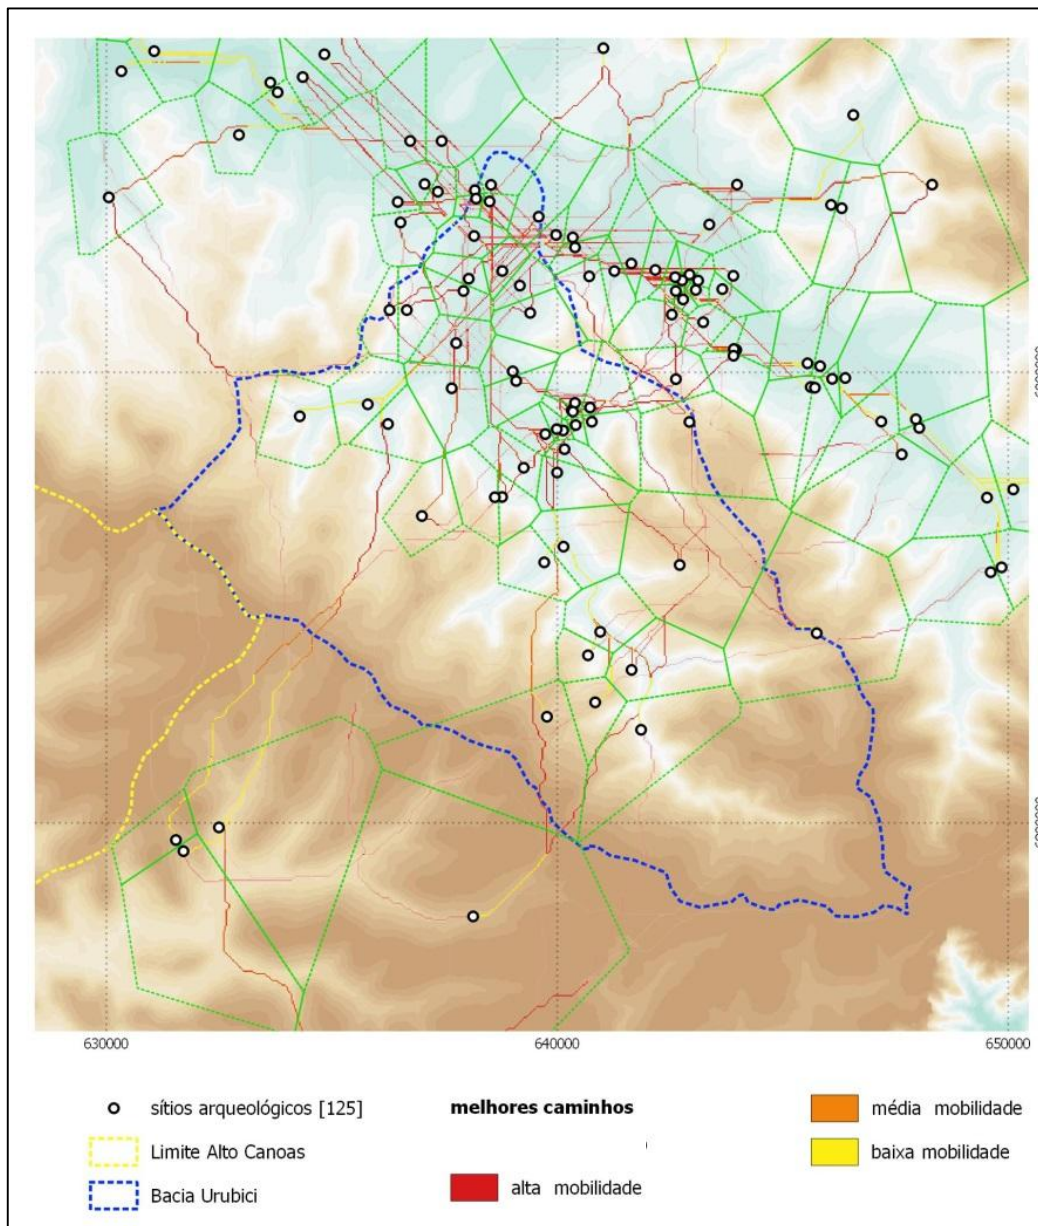 630000
640000
650000
sítios arqueológicos [125]
Limite Alto Canoas
Bacia Urubici
melhores caminhos
alta mobilidade
média mobilidade
baixa mobilidade